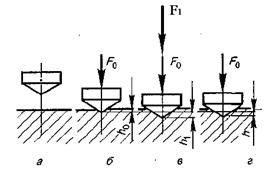 F₁
F₀ F₀ F₀
h₀ h₁ h
а б в г